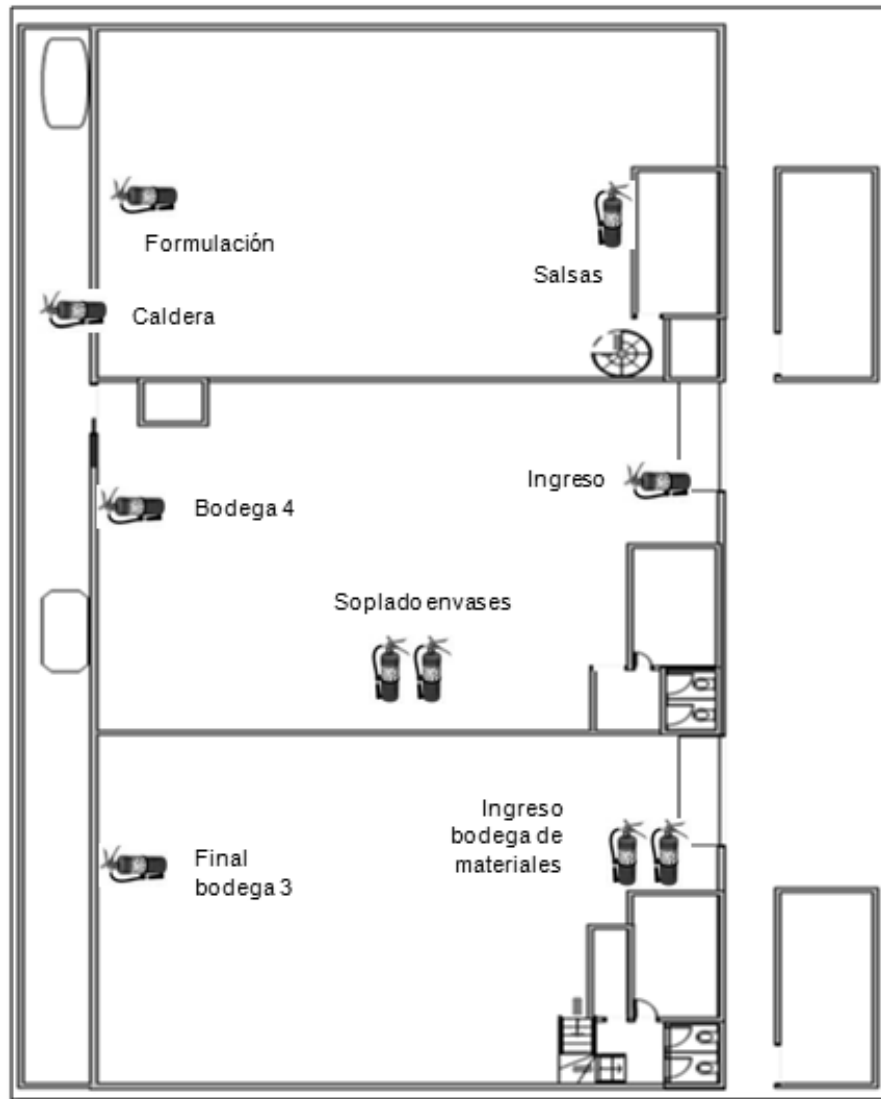 Formulación
Salsas
Caldera
Ingreso
Bodega 4
Soplado envases
Ingreso
bodega de
materiales
Final
bodega 3